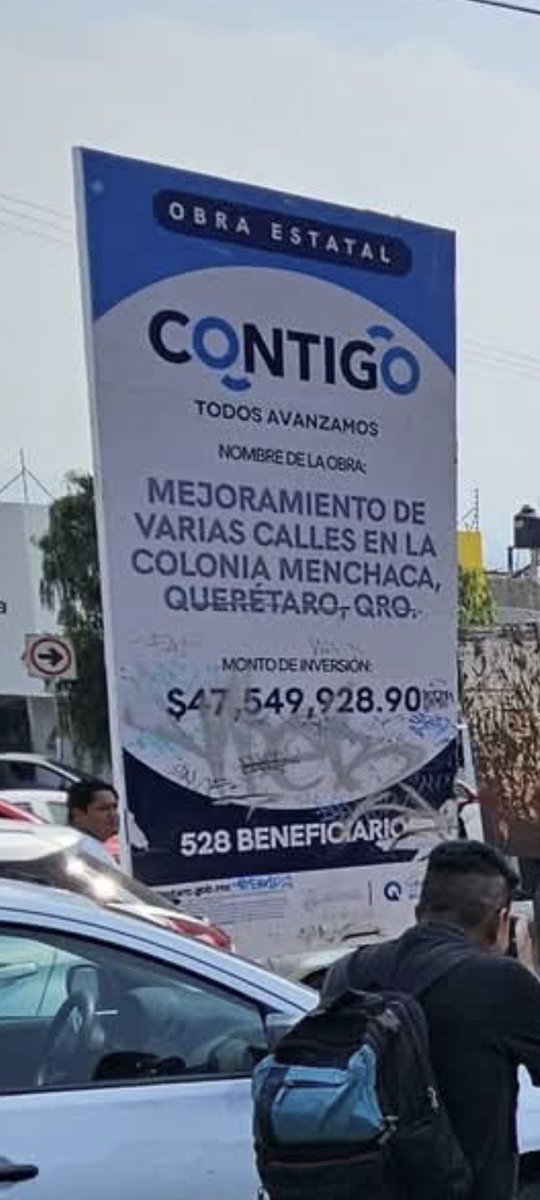 OBRA ESTATAL
CONTIGO
TODOS AVANZAMOS
NOMBRE DE LA OBRA:
MEJORAMIENTO DE
VARIAS CALLES EN LA
COLONIA MENCHACA,
QUERÉTARO, QRO.
MONTO DE INVERSIÓN:
$47,549,928.90
528 BENEFICIARIO